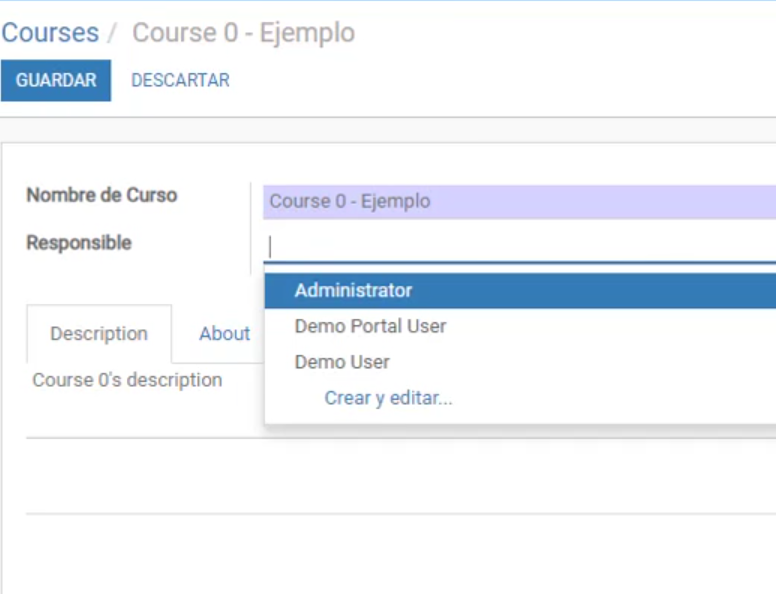 Courses / Course 0 - Ejemplo
GUARDAR DESCARTAR
Nombre de Curso Course 0 - Ejemplo
Responsible
Administrator
Demo Portal User
Demo User
Crear y editar...
Description About
Course 0's description